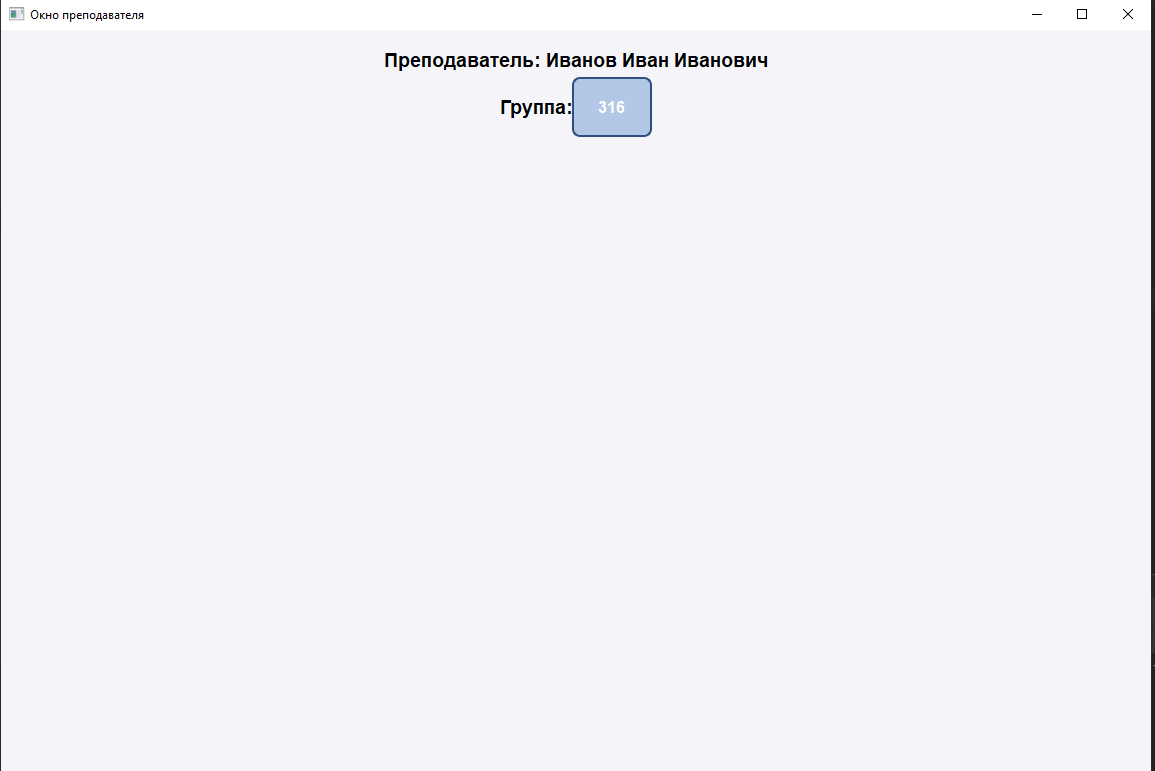 Окно преподавателя
Преподаватель: Иванов Иван Иванович
Группа: 316